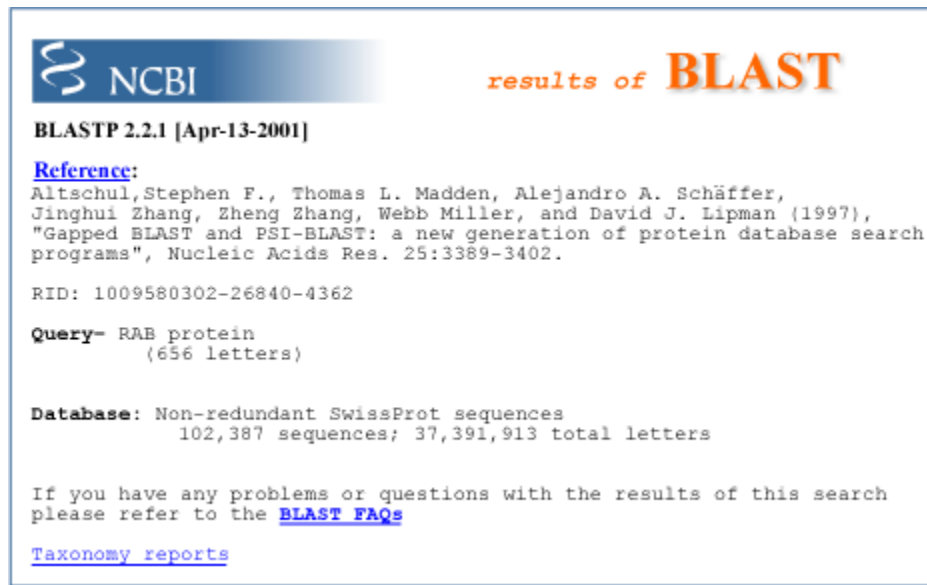 NCBI
results of BLAST
BLASTP 2.2.1 [Apr-13-2001]
Reference:
Altschul,Stephen F., Thomas L. Madden, Alejandro A. Schäffer,
Jinghui Zhang, Zheng Zhang, Webb Miller, and David J. Lipman (1997),
"Gapped BLAST and PSI-BLAST: a new generation of protein database search
programs", Nucleic Acids Res. 25:3389-3402.
RID: 1009580302-26840-4362
Query- RAB protein
(656 letters)
Database: Non-redundant SwissProt sequences
102,387 sequences; 37,391,913 total letters
If you have any problems or questions with the results of this search
please refer to the BLAST FAQs
Taxonomy reports